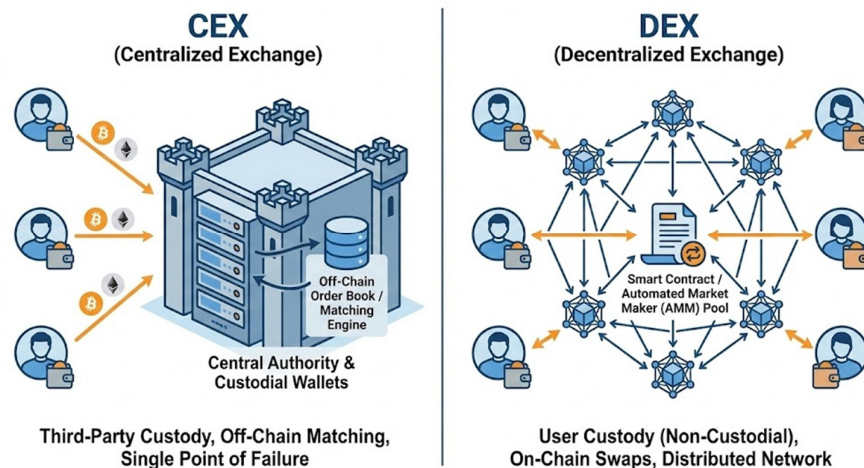 CEX
(Centralized Exchange)
Off-Chain
Order Book /
Matching
Engine
Central Authority &
Custodial Wallets
Third-Party Custody, Off-Chain Matching,
Single Point of Failure
DEX
(Decentralized Exchange)
Smart Contract /
Automated Market
Maker (AMM) Pool
User Custody (Non-Custodial),
On-Chain Swaps, Distributed Network